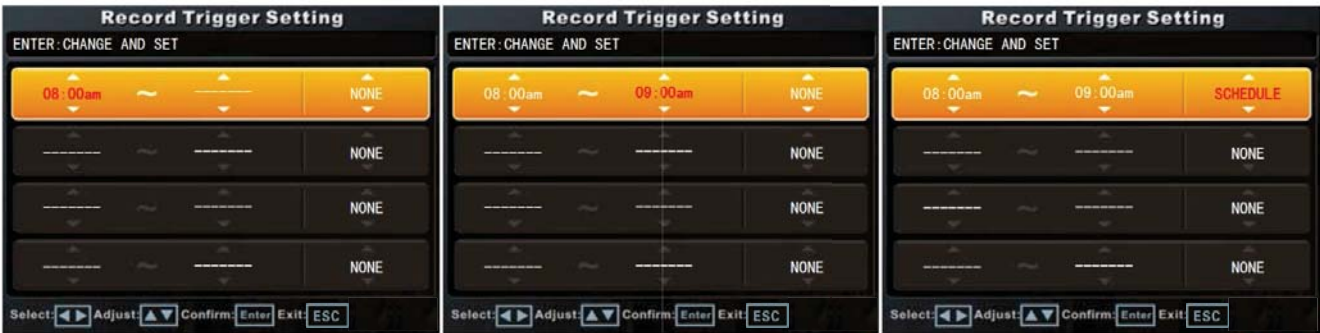 Record Trigger Setting
ENTER:CHANGE AND SET
08:00am ~ ------- NONE
------- ~ ------- NONE
------- ~ ------- NONE
------- ~ ------- NONE
Select: ◀ ▶ Adjust: ▲ ▼ Confirm: Enter Exit: ESC
Record Trigger Setting
ENTER:CHANGE AND SET
08:00am ~ 09:00am NONE
------- ~ ------- NONE
------- ~ ------- NONE
------- ~ ------- NONE
Select: ◀ ▶ Adjust: ▲ ▼ Confirm: Enter Exit: ESC
Record Trigger Setting
ENTER:CHANGE AND SET
08:00am ~ 09:00am SCHEDULE
------- ~ ------- NONE
------- ~ ------- NONE
------- ~ ------- NONE
Select: ◀ ▶ Adjust: ▲ ▼ Confirm: Enter Exit: ESC